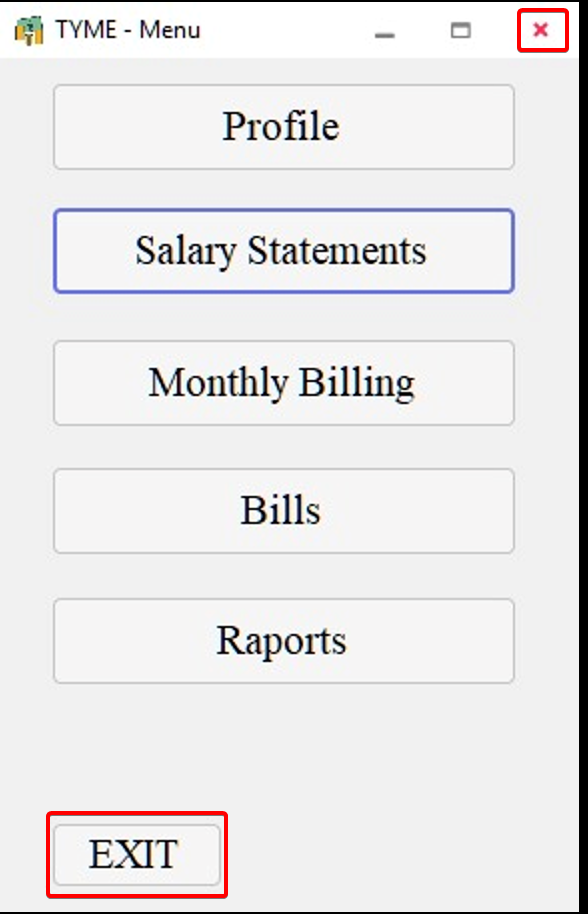 TYME - Menu
Profile
Salary Statements
Monthly Billing
Bills
Raports
EXIT